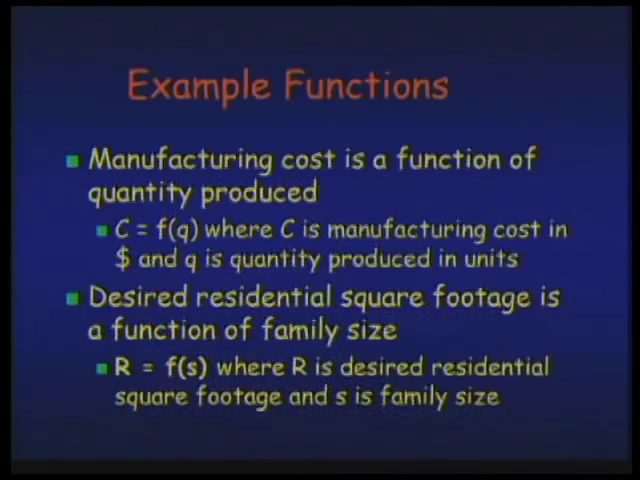 Example Functions
Manufacturing cost is a function of
quantity produced
C = f(q) where C is manufacturing cost in
$ and q is quantity produced in units
Desired residential square footage is
a function of family size
R = f(s) where R is desired residential
square footage and s is family size